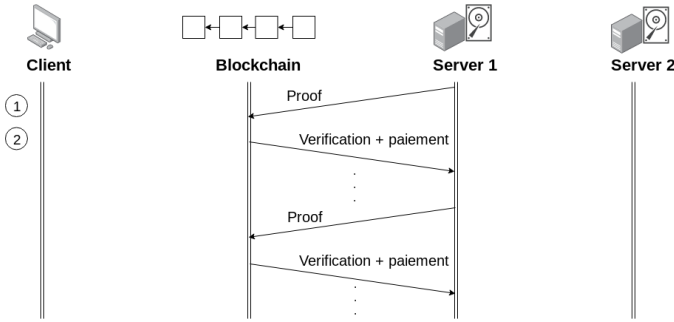 Client
Blockchain
Server 1
Server 2
1
Proof
2
Verification + paiement
.
.
.
Proof
Verification + paiement
.
.
.